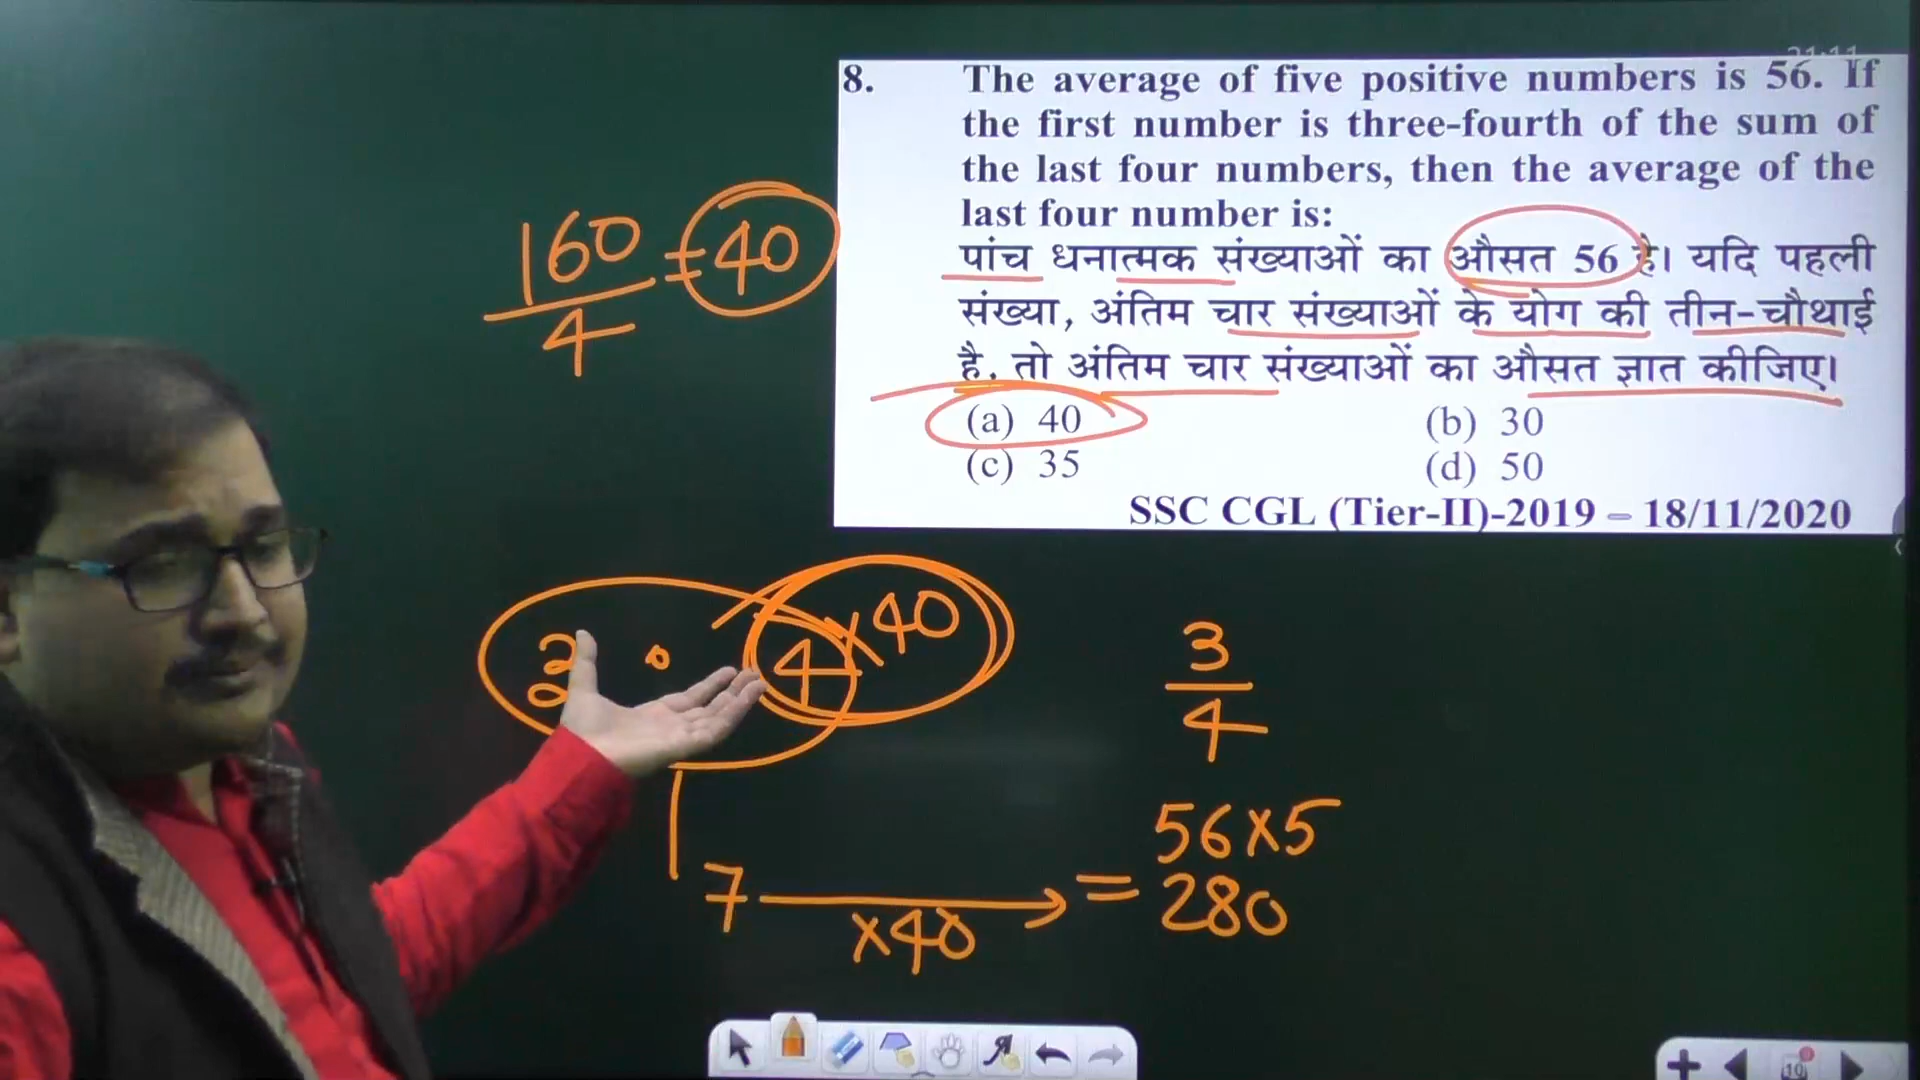 8. The average of five positive numbers is 56. If
the first number is three-fourth of the sum of
the last four numbers, then the average of the
last four number is:
पांच धनात्मक संख्याओं का औसत 56 है। यदि पहली
संख्या, अंतिम चार संख्याओं के योग की तीन-चौथाई
है. तो अंतिम चार संख्याओं का औसत ज्ञात कीजिए।
(a) 40 (b) 30
(c) 35 (d) 50
SSC CGL (Tier-II)-2019 – 18/11/2020
160/4 = 40
4×40
3/4
56×5
7 ×40 → = 280
10